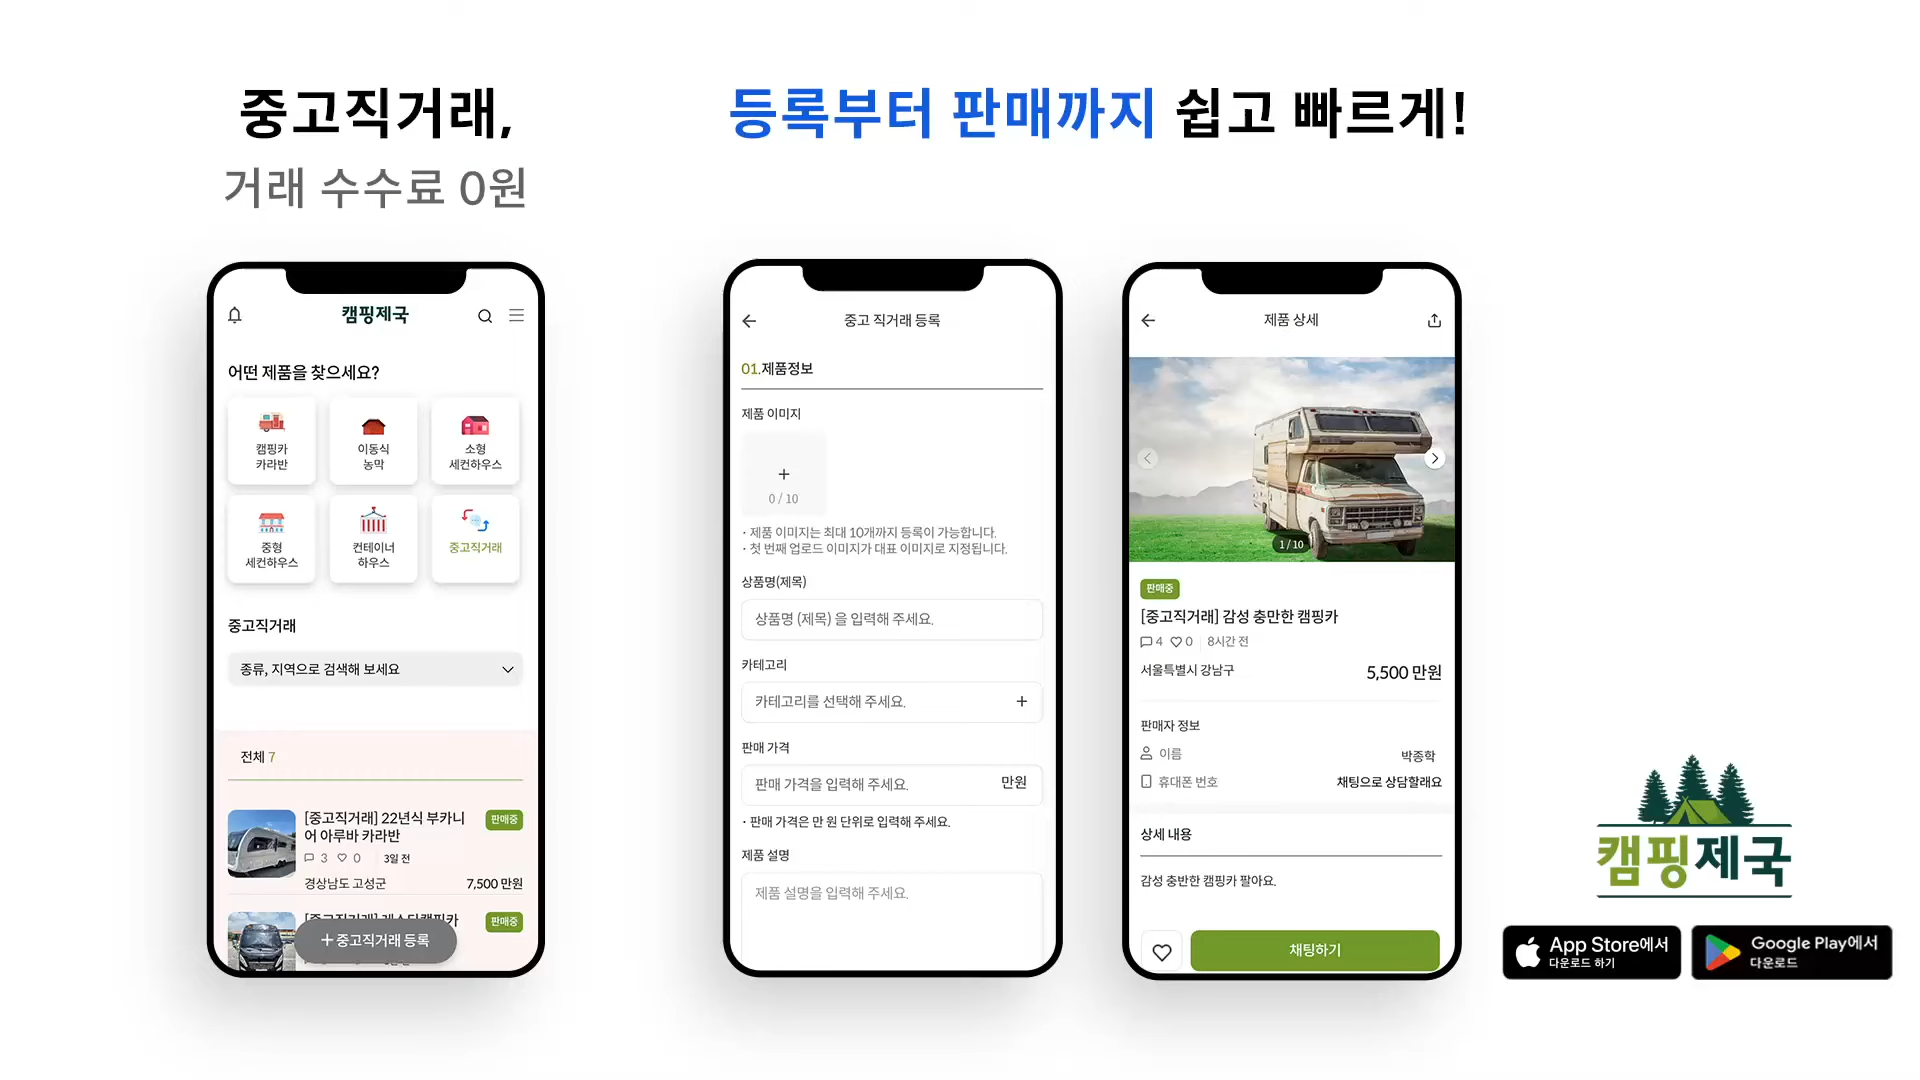 중고직거래,
거래 수수료 0원
등록부터 판매까지 쉽고 빠르게!
캠핑제국
어떤 제품을 찾으세요?
캠핑카
카라반
이동식
농막
소형
세컨하우스
중형
세컨하우스
컨테이너
하우스
중고직거래
중고직거래
종류, 지역으로 검색해 보세요
전체 7
[중고직거래] 22년식 부카니
어 아루바 카라반
판매중
3 0 3일 전
경상남도 고성군
7,500 만원
판매중
+ 중고직거래 등록
중고 직거래 등록
01.제품정보
제품 이미지
+
0 / 10
· 제품 이미지는 최대 10개까지 등록이 가능합니다.
· 첫 번째 업로드 이미지가 대표 이미지로 지정됩니다.
상품명(제목)
상품명 (제목) 을 입력해 주세요.
카테고리
카테고리를 선택해 주세요. +
판매 가격
판매 가격을 입력해 주세요. 만원
· 판매 가격은 만 원 단위로 입력해 주세요.
제품 설명
제품 설명을 입력해 주세요.
제품 상세
1 / 10
판매중
[중고직거래] 감성 충만한 캠핑카
4 0 8시간 전
서울특별시 강남구
5,500 만원
판매자 정보
이름 박종학
휴대폰 번호 채팅으로 상담할래요
상세 내용
감성 충반한 캠핑카 팔아요.
채팅하기
캠핑제국
App Store에서
다운로드 하기
Google Play에서
다운로드